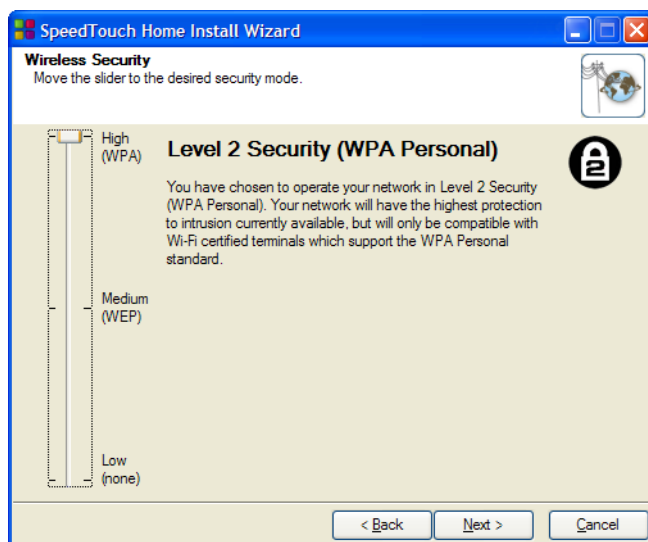 SpeedTouch Home Install Wizard
Wireless Security
Move the slider to the desired security mode.
High
(WPA)
Level 2 Security (WPA Personal)
2
You have chosen to operate your network in Level 2 Security
(WPA Personal). Your network will have the highest protection
to intrusion currently available, but will only be compatible with
Wi-Fi certified terminals which support the WPA Personal
standard.
Medium
(WEP)
Low
(none)
< Back
Next >
Cancel